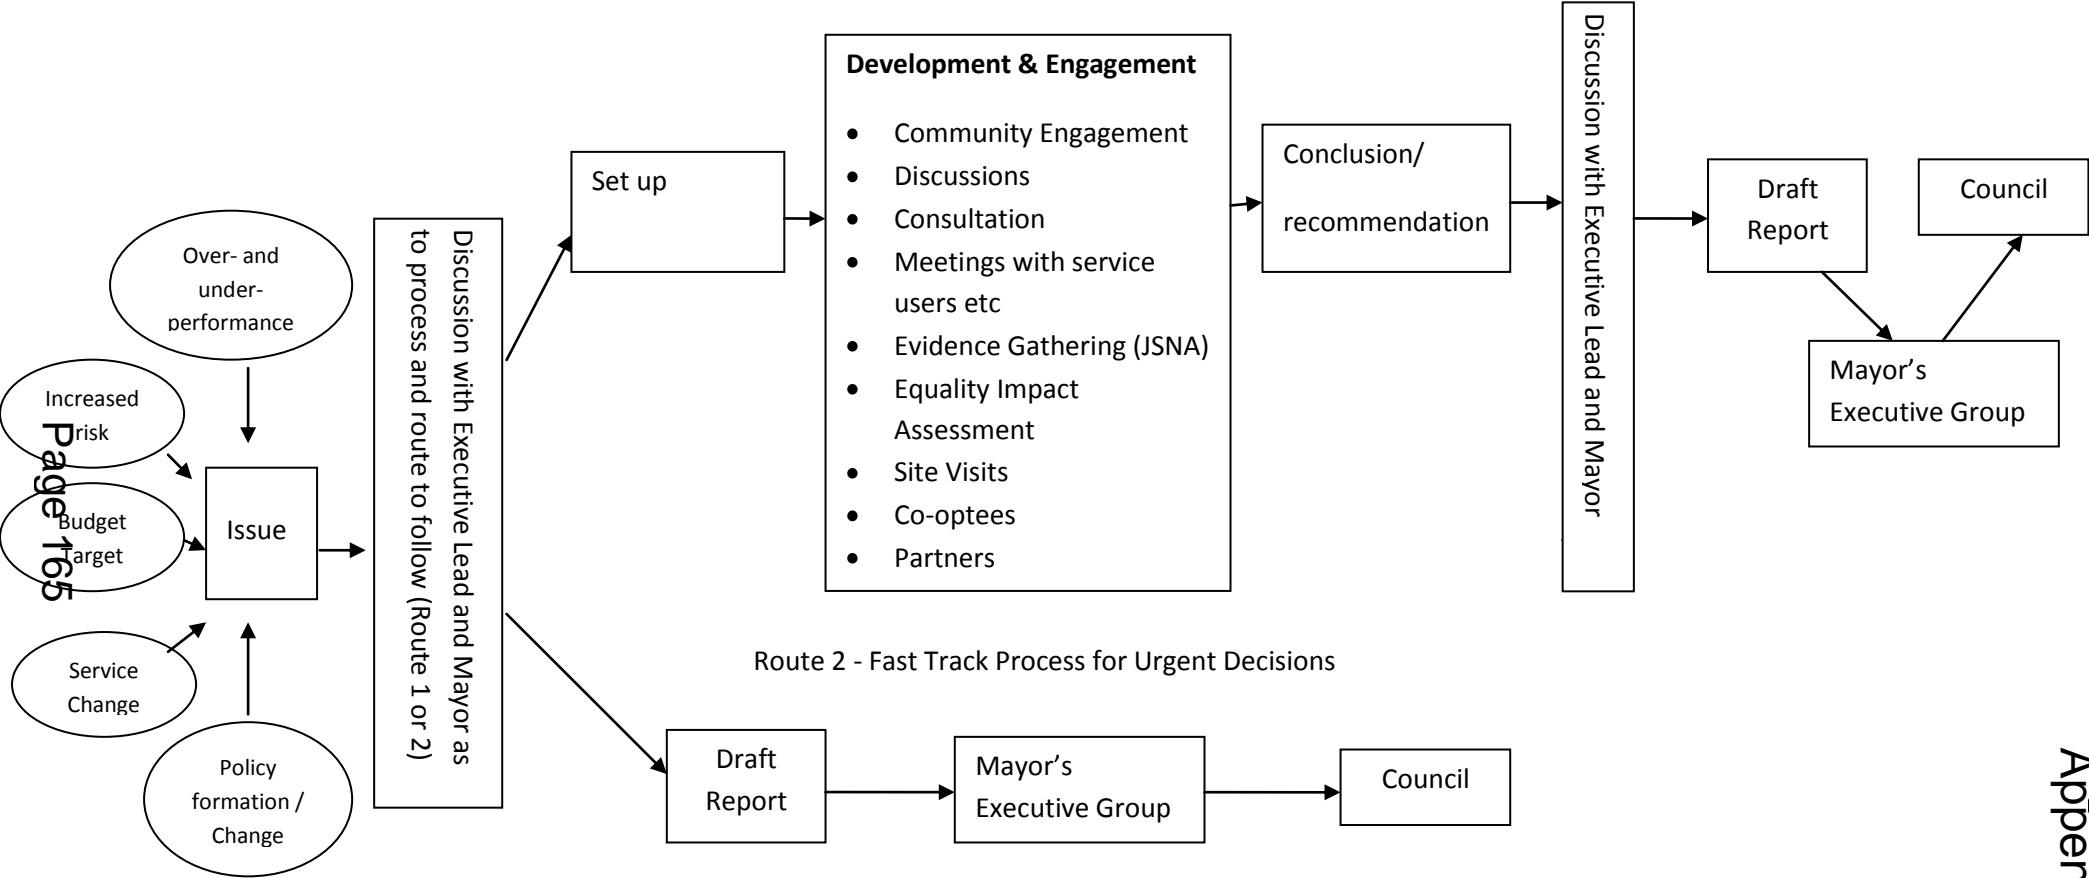 Over- and
under-
performance
Increased
risk
Budget
Target
Service
Change
Policy
formation /
Change
Page 165
Issue
Discussion with Executive Lead and Mayor as
to process and route to follow (Route 1 or 2)
Set up
Development & Engagement
• Community Engagement
• Discussions
• Consultation
• Meetings with service
users etc
• Evidence Gathering (JSNA)
• Equality Impact
Assessment
• Site Visits
• Co-optees
• Partners
Conclusion/
recommendation
Discussion with Executive Lead and Mayor
Draft
Report
Mayor’s
Executive Group
Council
Route 2 - Fast Track Process for Urgent Decisions
Draft
Report
Mayor’s
Executive Group
Council